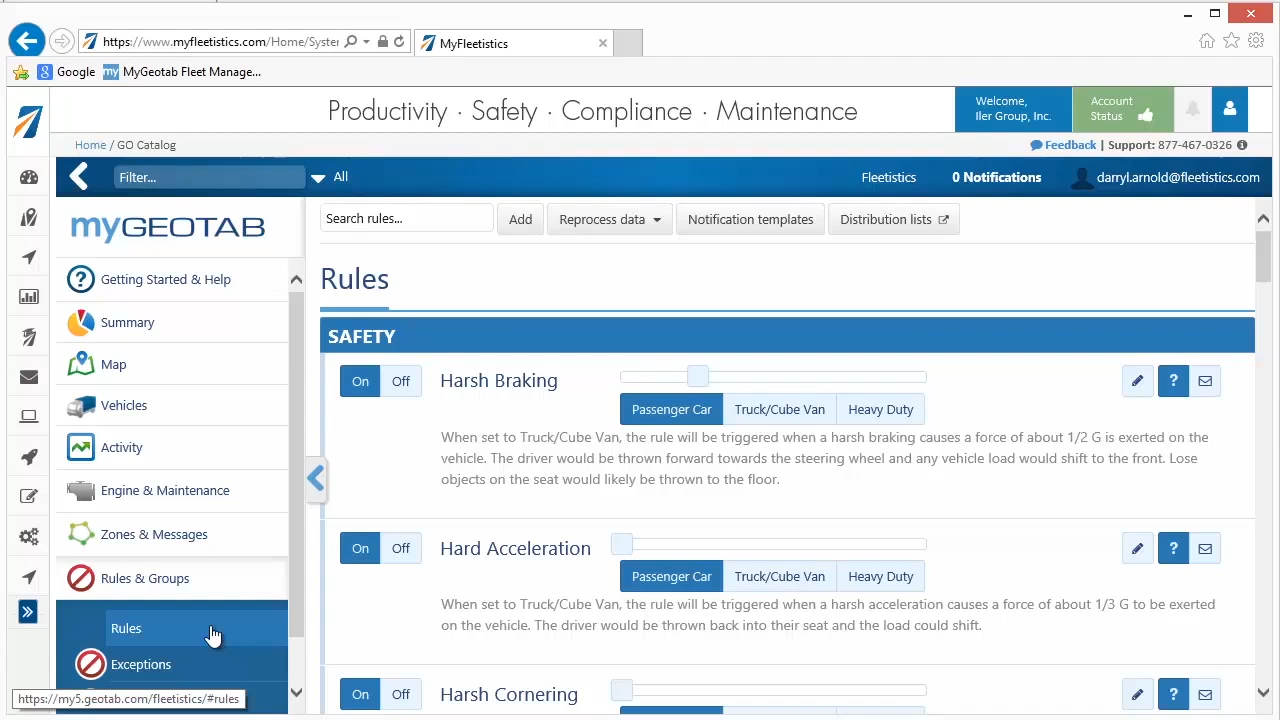 https://www.myfleetistics.com/Home/Syster
MyFleetistics
Google
MyGeotab Fleet Manage...
Productivity · Safety · Compliance · Maintenance
Welcome,
Iler Group, Inc.
Account
Status
Home / GO Catalog
Feedback | Support: 877-467-0326
Filter...
All
Fleetistics
0 Notifications
darryl.arnold@fleetistics.com
myGEOTAB
Search rules...
Add
Reprocess data
Notification templates
Distribution lists
Getting Started & Help
Summary
Map
Vehicles
Activity
Engine & Maintenance
Zones & Messages
Rules & Groups
Rules
Exceptions
https://my5.geotab.com/fleetistics/#rules
Rules
SAFETY
On Off
Harsh Braking
Passenger Car Truck/Cube Van Heavy Duty
?
When set to Truck/Cube Van, the rule will be triggered when a harsh braking causes a force of about 1/2 G is exerted on the
vehicle. The driver would be thrown forward towards the steering wheel and any vehicle load would shift to the front. Lose
objects on the seat would likely be thrown to the floor.
On Off
Hard Acceleration
Passenger Car Truck/Cube Van Heavy Duty
?
When set to Truck/Cube Van, the rule will be triggered when a harsh acceleration causes a force of about 1/3 G to be exerted
on the vehicle. The driver would be thrown back into their seat and the load could shift.
On Off
Harsh Cornering
?